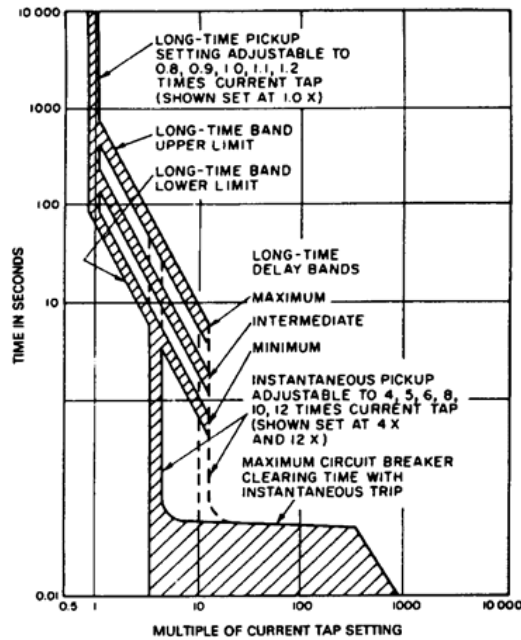 10 000
1000
100
10
0.01
TIME IN SECONDS
LONG-TIME PICKUP
SETTING ADJUSTABLE TO
0.8, 0.9, 1.0, 1.1, 1.2
TIMES CURRENT TAP
(SHOWN SET AT 1.0 X)
LONG-TIME BAND
UPPER LIMIT
LONG-TIME BAND
LOWER LIMIT
LONG-TIME
DELAY BANDS
MAXIMUM
INTERMEDIATE
MINIMUM
INSTANTANEOUS PICKUP
ADJUSTABLE TO 4, 5, 6, 8,
10, 12 TIMES CURRENT TAP
(SHOWN SET AT 4 X
AND 12 X)
MAXIMUM CIRCUIT BREAKER
CLEARING TIME WITH
INSTANTANEOUS TRIP
0.5 1 10 100 1000 10 000
MULTIPLE OF CURRENT TAP SETTING